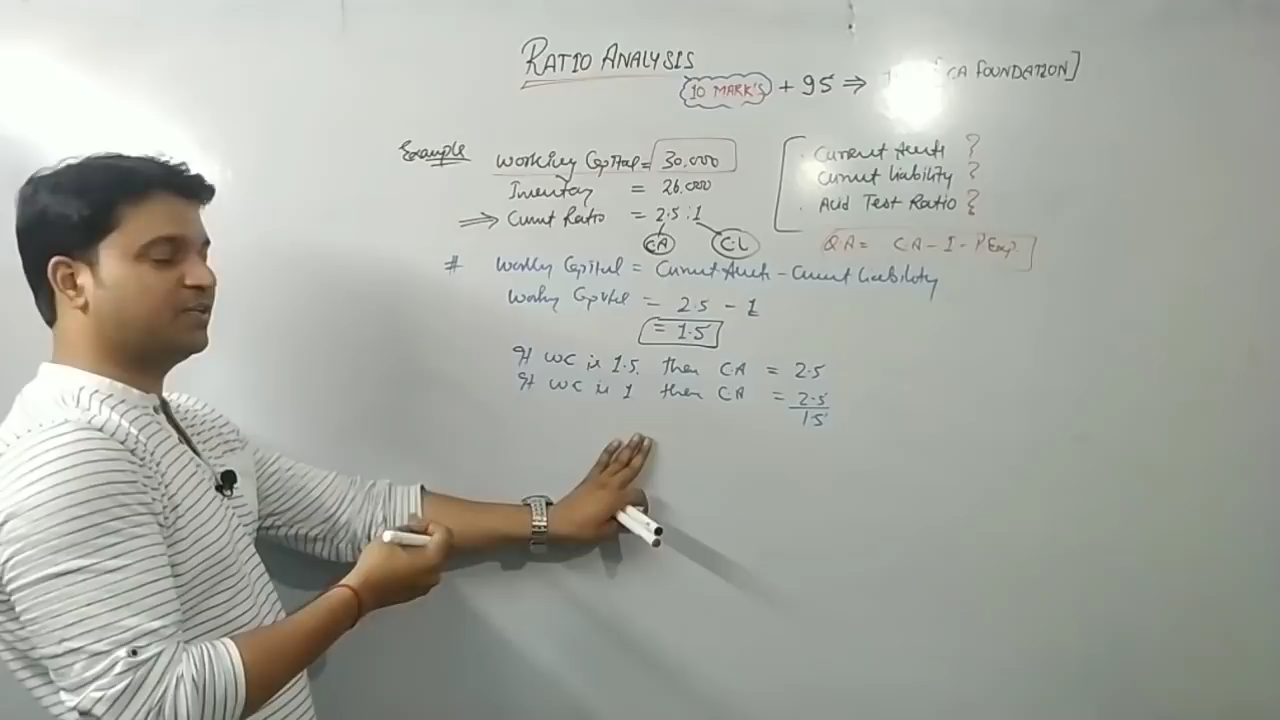 RATIO ANALYSIS
10 MARK'S + 95 ⇒ CA FOUNDATION]
Example Working Capital = 30.000
Inventory = 26.000
⇒ Current Ratio = 2.5 : 1
CA CL
Current Assets ?
Current Liability ?
Acid Test Ratio ?
QA = CA - I - P Exp.
# Working Capital = Current Assets - Current Liability
Working Capital = 2.5 - 1
= 1.5
If WC is 1.5, then CA = 2.5
If WC is 1 then CA = 2.5
1.5